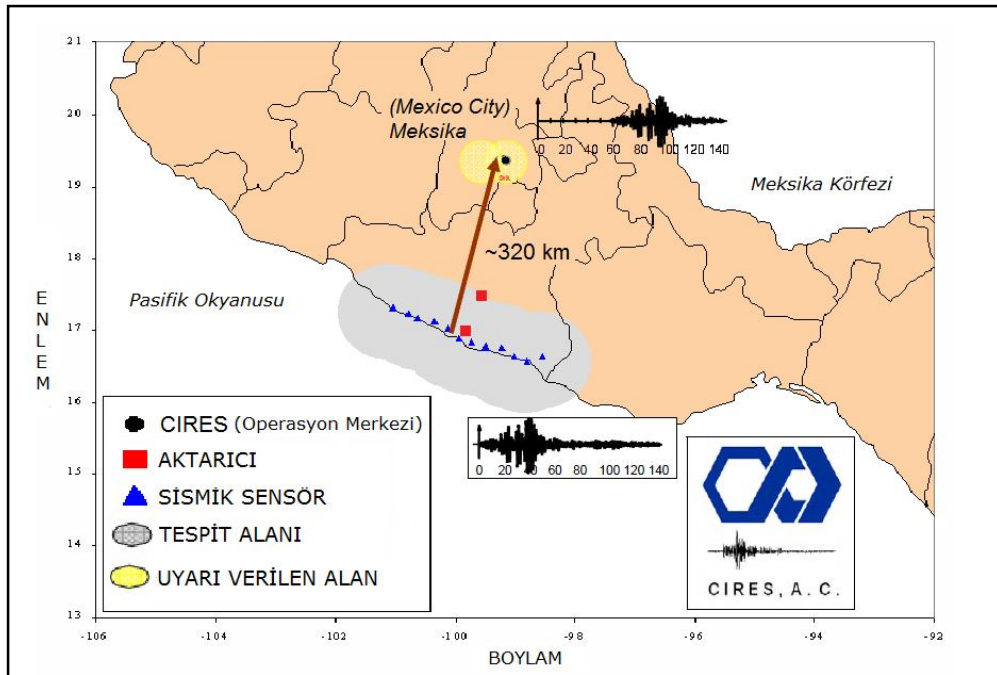 21
20
19
18
17
16
15
14
13
-106
-104
-102
-100
-98
-96
-94
-92
ENLEM
BOYLAM
(Mexico City)
Meksika
0 20 40 60 80 100 120 140
Meksika Körfezi
~320 km
Pasifik Okyanusu
0 20 40 60 80 100 120 140
CIRES (Operasyon Merkezi)
AKTARICI
SİSMİK SENSÖR
TESPİT ALANI
UYARI VERİLEN ALAN
CIRES, A. C.